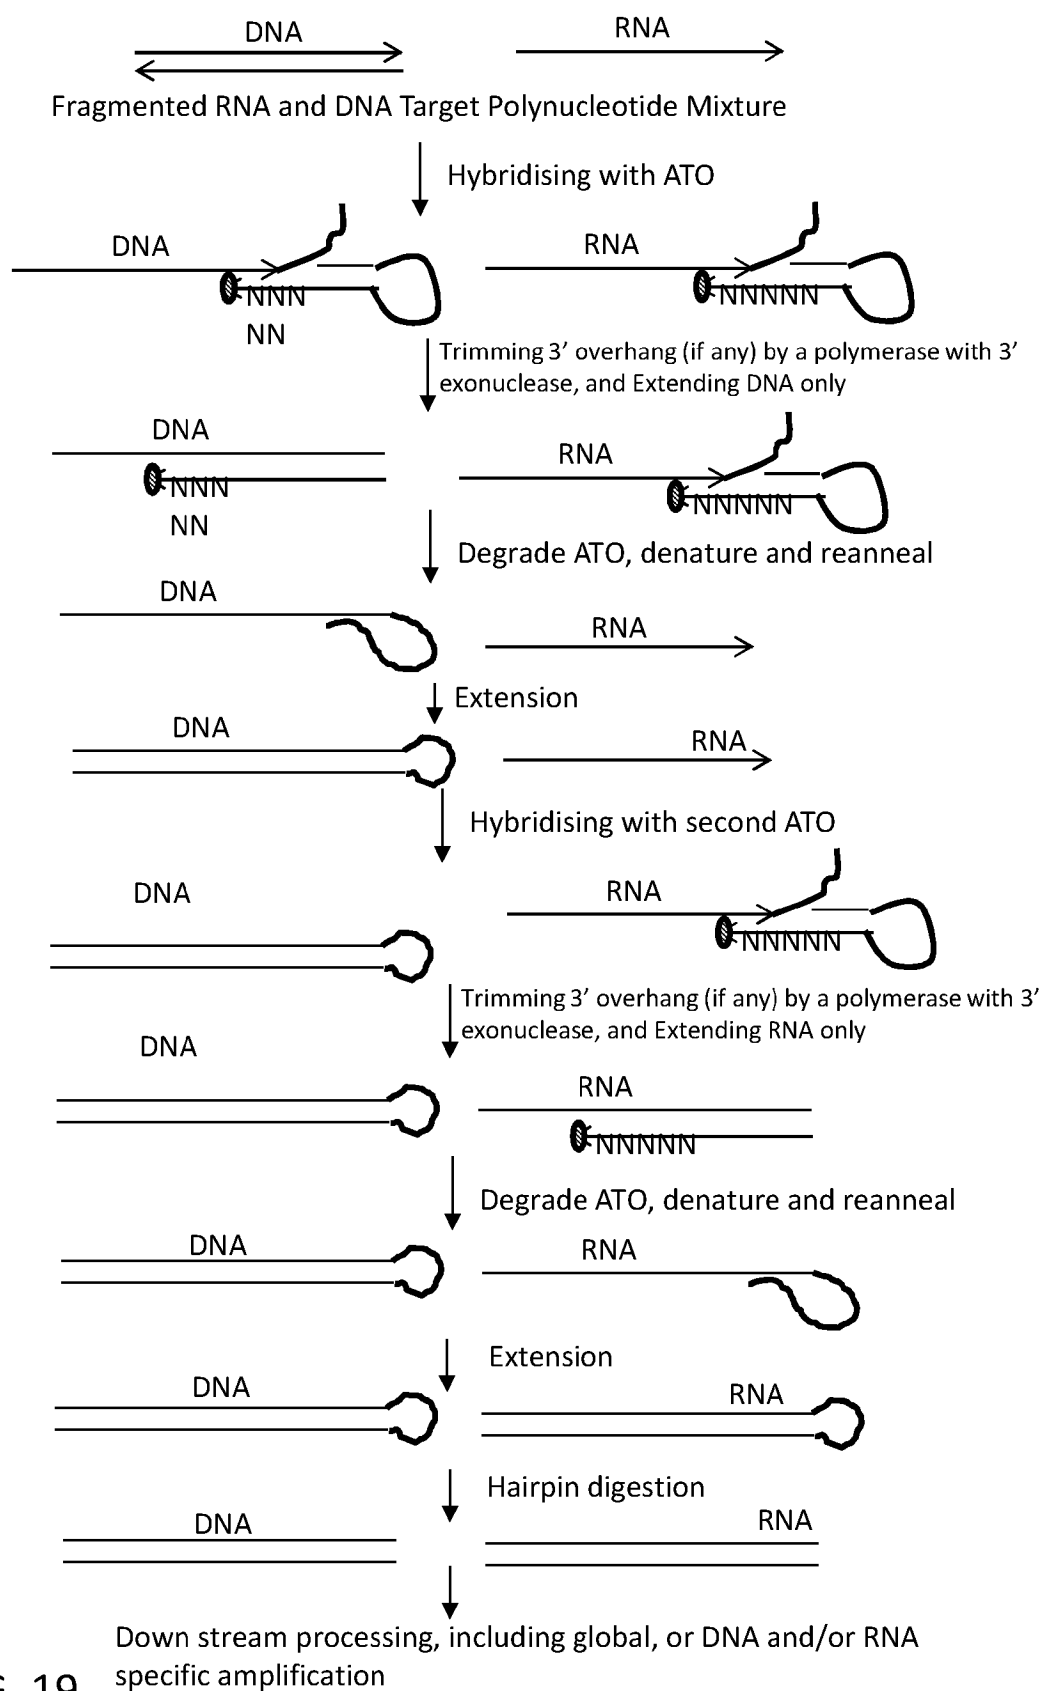 DNA
RNA
Fragmented RNA and DNA Target Polynucleotide Mixture
Hybridising with ATO
DNA
RNA
NNN
NN
NNNNN
Trimming 3’ overhang (if any) by a polymerase with 3’
exonuclease, and Extending DNA only
DNA
RNA
NNN
NN
NNNNN
Degrade ATO, denature and reanneal
DNA
RNA
Extension
DNA
RNA
Hybridising with second ATO
DNA
RNA
NNNNN
Trimming 3’ overhang (if any) by a polymerase with 3’
exonuclease, and Extending RNA only
DNA
RNA
NNNNN
Degrade ATO, denature and reanneal
DNA
RNA
Extension
DNA
RNA
Hairpin digestion
DNA
RNA
Down stream processing, including global, or DNA and/or RNA
specific amplification
19